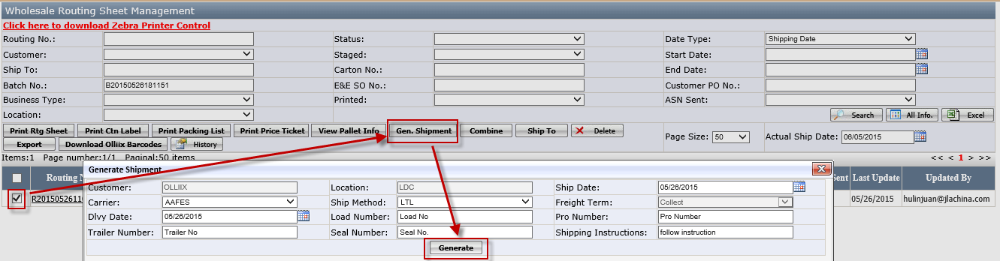 Wholesale Routing Sheet Management
Click here to download Zebra Printer Control
Routing No.: Status: Date Type: Shipping Date
Customer: Staged: Start Date:
Ship To: Carton No.: End Date:
Batch No.: B20150526181151 E&E SO No.: Customer PO No.:
Business Type: Printed: ASN Sent:
Location:
Search All Info. Excel
Print Rtg Sheet Print Ctn Label Print Packing List Print Price Ticket View Pallet Info Gen. Shipment Combine Ship To Delete
Page Size: 50 Actual Ship Date: 06/05/2015
Export Download Olliix Barcodes History
Items:1 Page number:1/1 Paginal:50 items << < 1 > >>
Generate Shipment
Routing Sent Last Update Updated By
Customer: OLLIIX Location: LDC Ship Date: 05/26/2015
05/26/2015 hulinjuan@jlachina.com
Carrier: AAFES Ship Method: LTL Freight Term: Collect
Dlvy Date: 05/26/2015 Load Number: Load No Pro Number: Pro Number
Trailer Number: Trailer No Seal Number: Seal No. Shipping Instructions: follow instruction
Generate